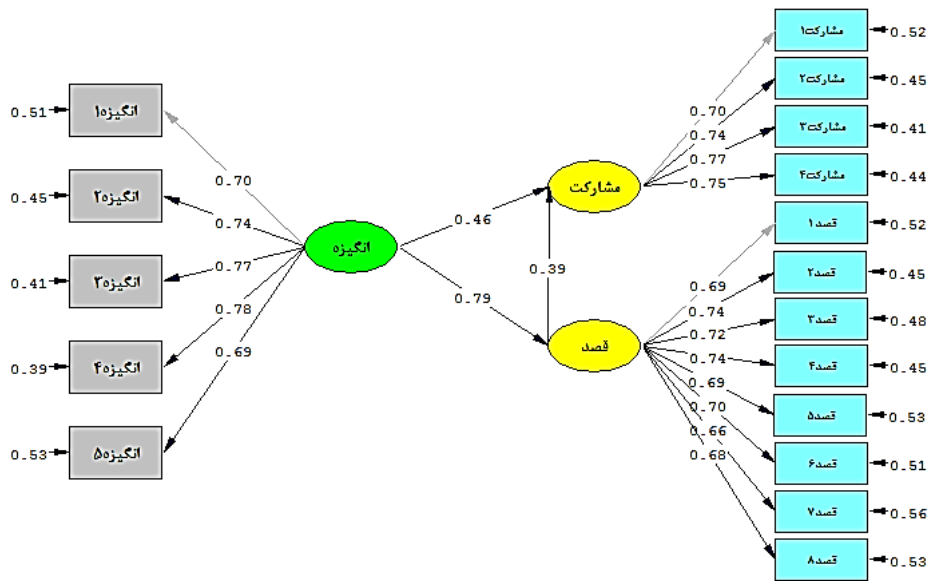 0.51
انگیزه۱
0.45
انگیزه۲
0.41
انگیزه۳
0.39
انگیزه۴
0.53
انگیزه۵
0.70
0.74
0.77
0.78
0.69
انگیزه
0.46
0.79
0.39
مشارکت
قصد
0.70
0.74
0.77
0.75
0.69
0.74
0.72
0.74
0.69
0.70
0.66
0.68
مشارکت۱
0.52
مشارکت۲
0.45
مشارکت۳
0.41
مشارکت۴
0.44
قصد۱
0.52
قصد۲
0.45
قصد۳
0.48
قصد۴
0.45
قصد۵
0.53
قصد۶
0.51
قصد۷
0.56
قصد۸
0.53